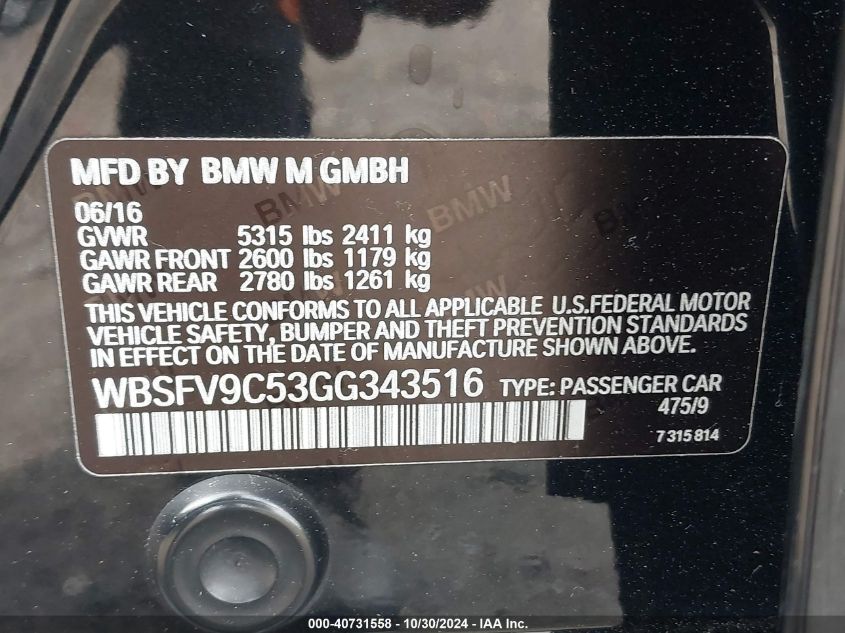 MFD BY BMW M GMBH
06/16
GVWR 5315 lbs 2411 kg
GAWR FRONT 2600 lbs 1179 kg
GAWR REAR 2780 lbs 1261 kg
THIS VEHICLE CONFORMS TO ALL APPLICABLE U.S.FEDERAL MOTOR
VEHICLE SAFETY, BUMPER AND THEFT PREVENTION STANDARDS
IN EFFECT ON THE DATE OF MANUFACTURE SHOWN ABOVE.
WBSFV9C53GG343516 TYPE: PASSENGER CAR
475/9
7 315 814
BMW
BMW
BMW
000-40731558 - 10/30/2024 - IAA Inc.